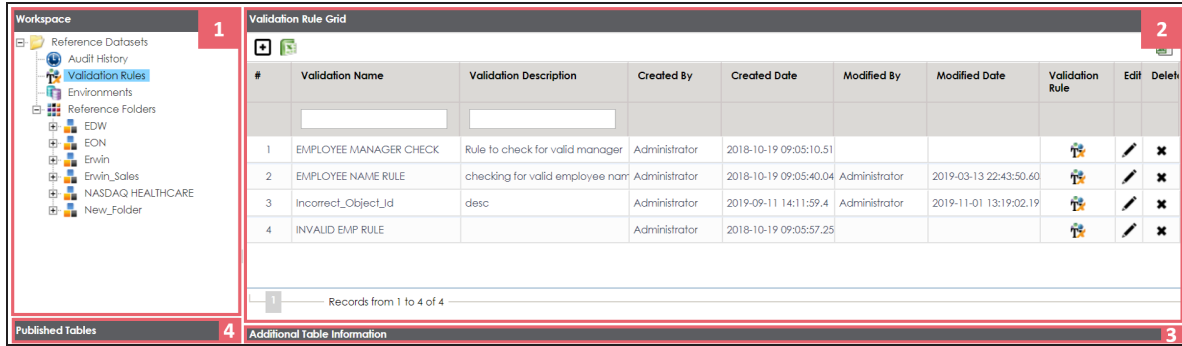 Workspace 1
Reference Datasets
Audit History
Validation Rules
Environments
Reference Folders
EDW
EON
Erwin
Erwin_Sales
NASDAQ HEALTHCARE
New_Folder
Published Tables 4
Validation Rule Grid 2
# Validation Name Validation Description Created By Created Date Modified By Modified Date Validation Rule Edit Delete
1 EMPLOYEE MANAGER CHECK Rule to check for valid manager Administrator 2018-10-19 09:05:10.51
2 EMPLOYEE NAME RULE checking for valid employee nam Administrator 2018-10-19 09:05:40.04 Administrator 2019-03-13 22:43:50.60
3 Incorrect_Object_Id desc Administrator 2019-09-11 14:11:59.4 Administrator 2019-11-01 13:19:02.19
4 INVALID EMP RULE Administrator 2018-10-19 09:05:57.25
1 Records from 1 to 4 of 4
Additional Table Information 3